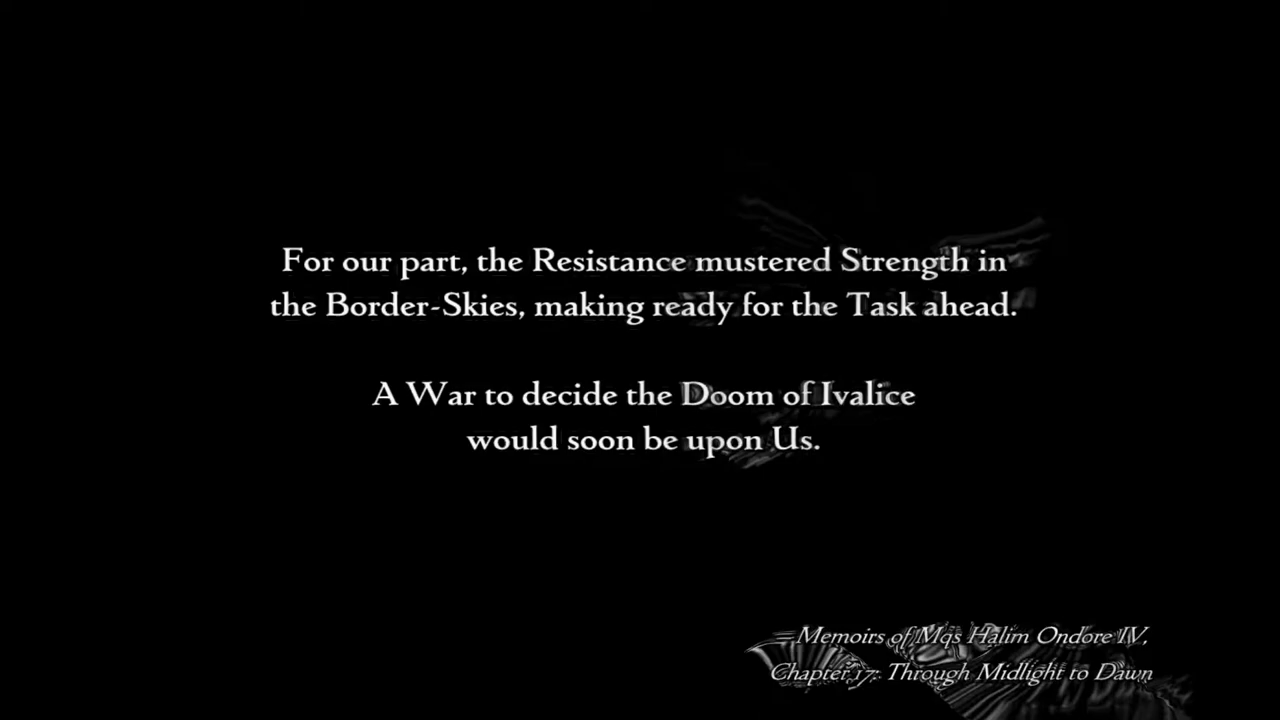 For our part, the Resistance mustered Strength in
the Border-Skies, making ready for the Task ahead.
A War to decide the Doom of Ivalice
would soon be upon Us.
Memoirs of Mqs Halim Ondore IV,
Chapter 17: Through Midlight to Dawn